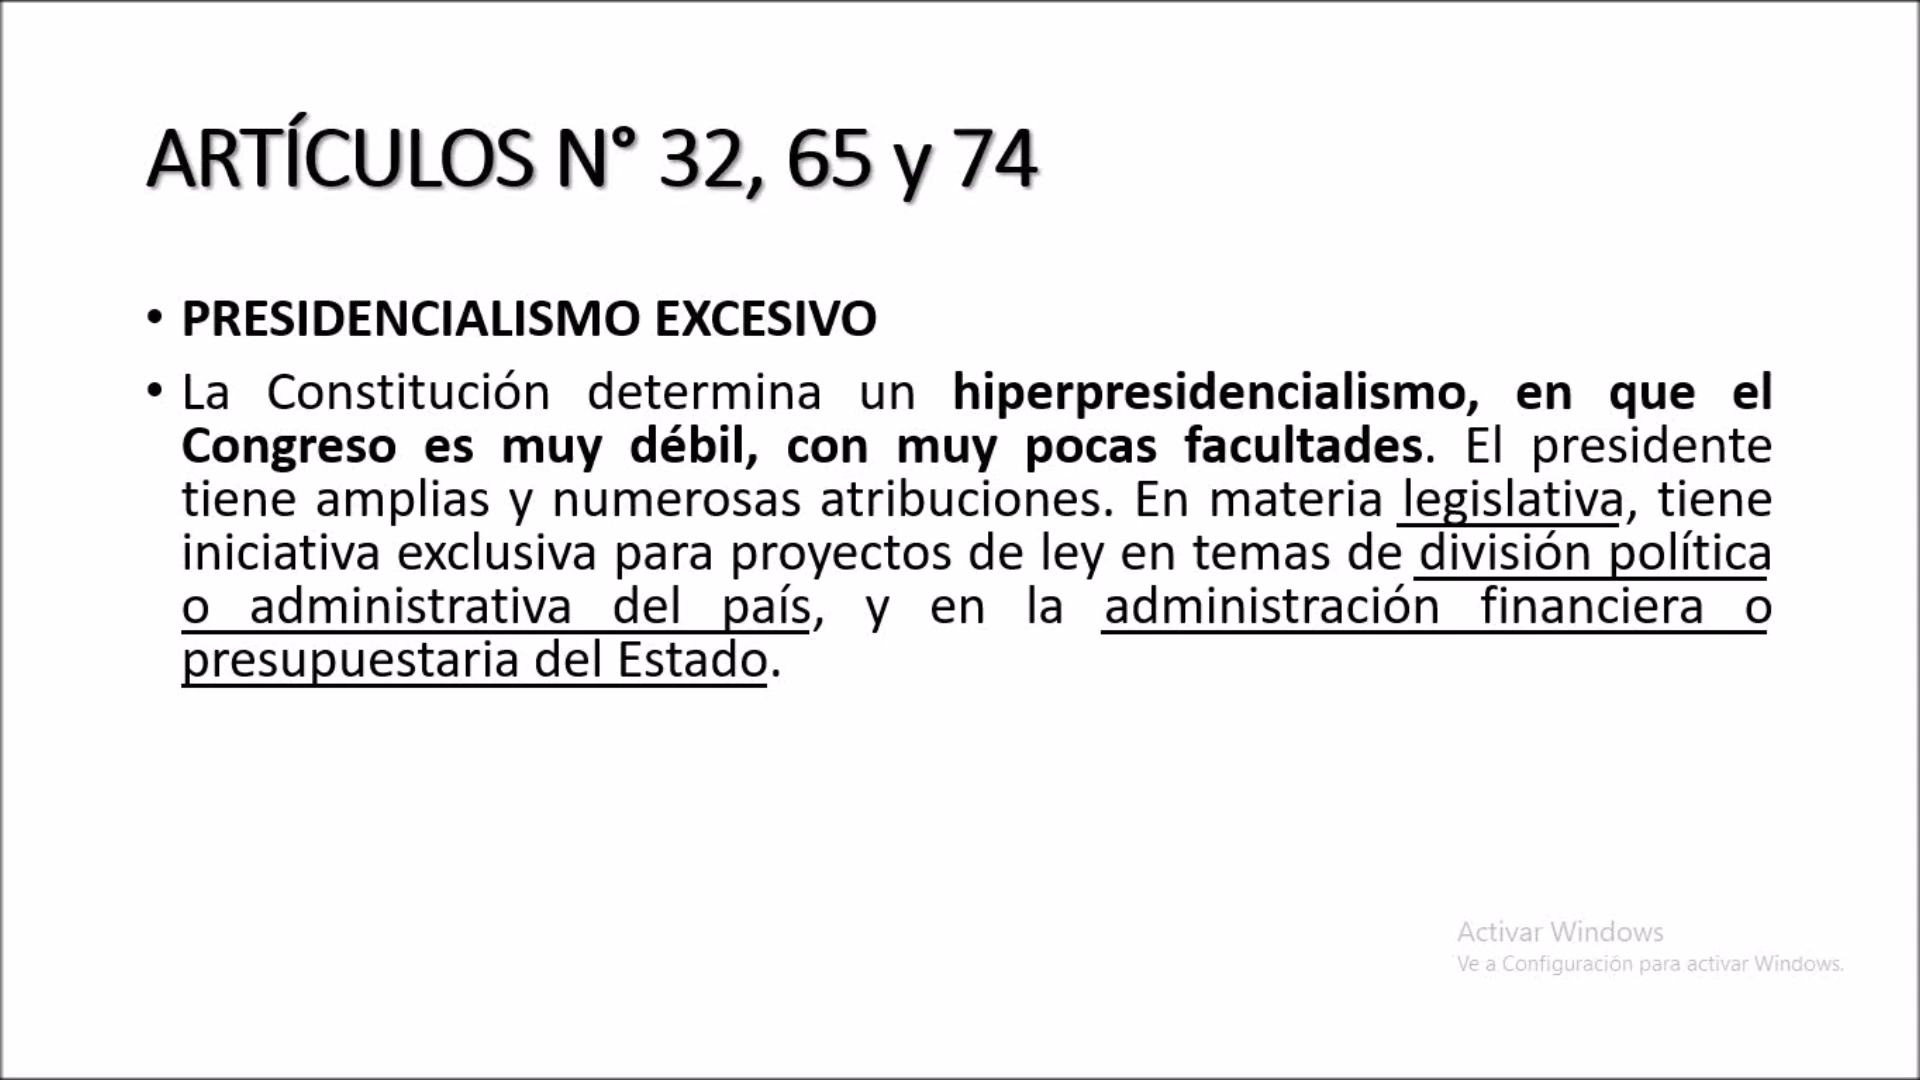 ARTÍCULOS N° 32, 65 y 74
• PRESIDENCIALISMO EXCESIVO
• La Constitución determina un hiperpresidencialismo, en que el
Congreso es muy débil, con muy pocas facultades. El presidente
tiene amplias y numerosas atribuciones. En materia legislativa, tiene
iniciativa exclusiva para proyectos de ley en temas de división política
o administrativa del país, y en la administración financiera o
presupuestaria del Estado.
Activar Windows
Ve a Configuración para activar Windows.